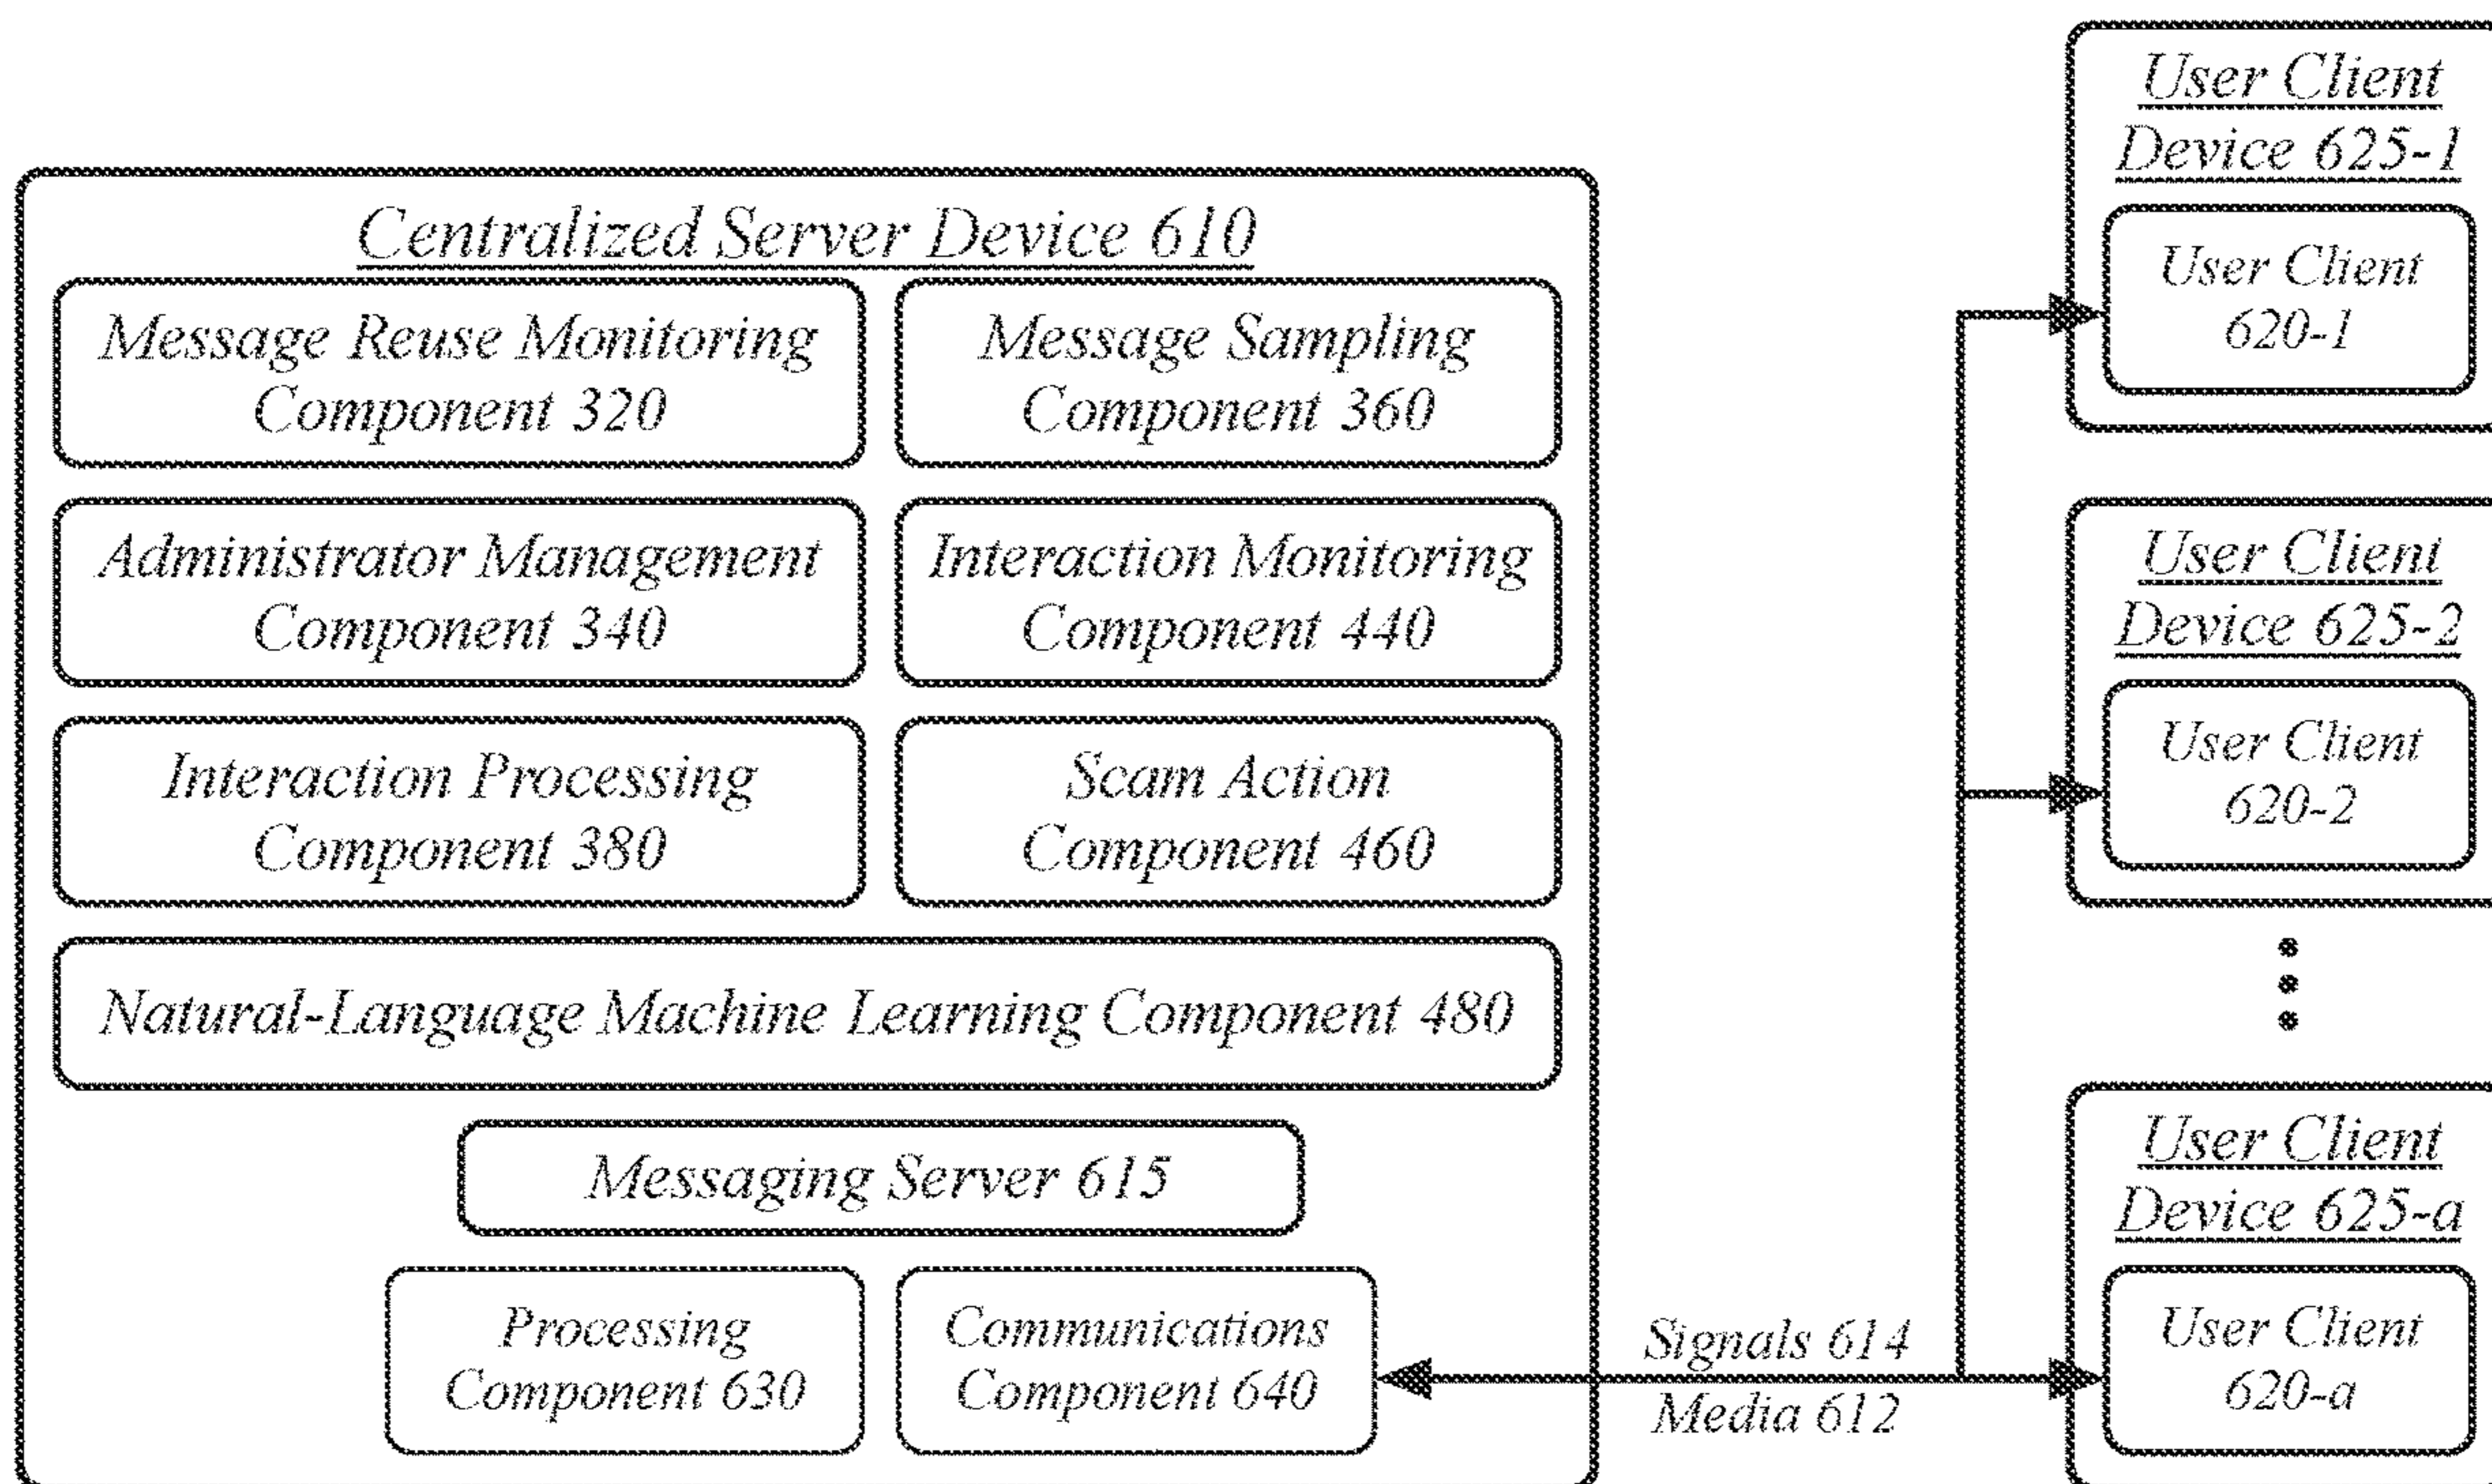 Centralized Server Device 610
Message Reuse Monitoring
Component 320
Message Sampling
Component 360
Administrator Management
Component 340
Interaction Monitoring
Component 440
Interaction Processing
Component 380
Scam Action
Component 460
Natural-Language Machine Learning Component 480
Messaging Server 615
Processing
Component 630
Communications
Component 640
Signals 614
Media 612
User Client
Device 625-1
User Client
620-1
User Client
Device 625-2
User Client
620-2
User Client
Device 625-a
User Client
620-a